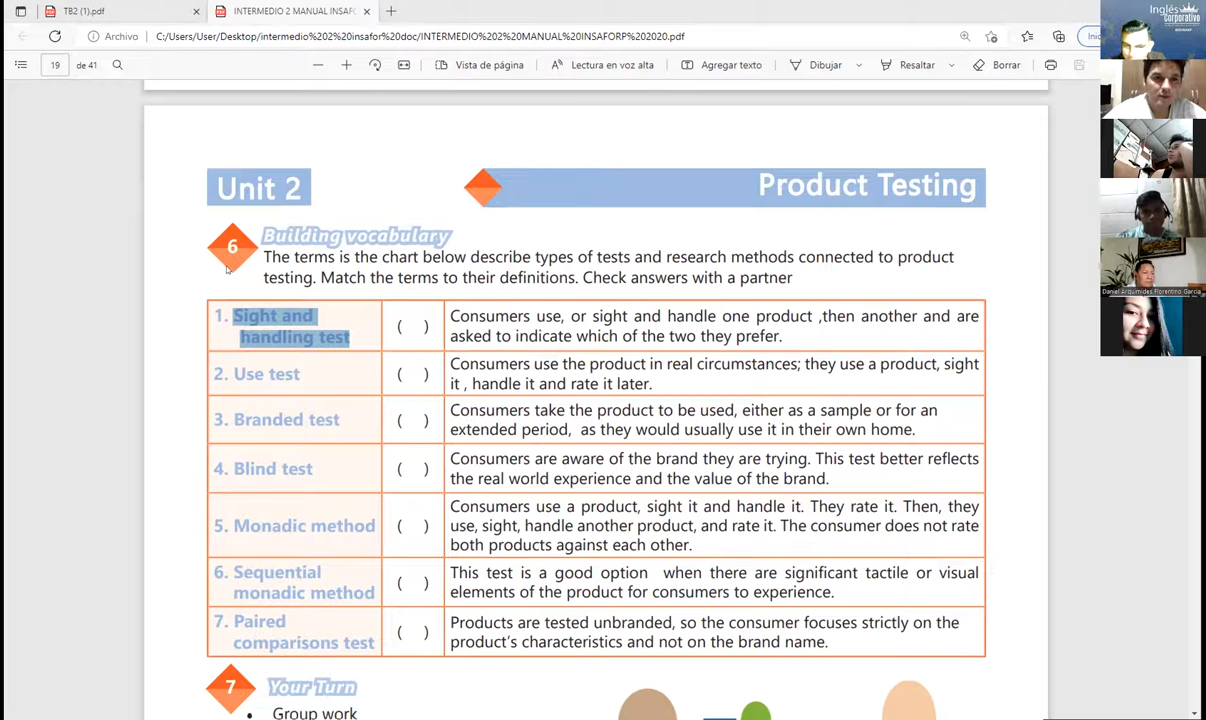 TB2 (1).pdf
INTERMEDIO 2 MANUAL INSAFO
Archivo
C:/Users/User/Desktop/intermedio%202%20insafor%20doc/INTERMEDIO%202%20MANUAL%20INSAFORP%202020.pdf
Inic
19 de 41
Vista de página
Lectura en voz alta
Agregar texto
Dibujar
Resaltar
Borrar
Inglés
Corporativo
Daniel Arquimides Florentino Garcia
Unit 2
Product Testing
6
Building vocabulary
The terms is the chart below describe types of tests and research methods connected to product
testing. Match the terms to their definitions. Check answers with a partner
1. Sight and
handling test
( )
Consumers use, or sight and handle one product ,then another and are
asked to indicate which of the two they prefer.
2. Use test
( )
Consumers use the product in real circumstances; they use a product, sight
it , handle it and rate it later.
3. Branded test
( )
Consumers take the product to be used, either as a sample or for an
extended period, as they would usually use it in their own home.
4. Blind test
( )
Consumers are aware of the brand they are trying. This test better reflects
the real world experience and the value of the brand.
5. Monadic method
( )
Consumers use a product, sight it and handle it. They rate it. Then, they
use, sight, handle another product, and rate it. The consumer does not rate
both products against each other.
6. Sequential
monadic method
( )
This test is a good option when there are significant tactile or visual
elements of the product for consumers to experience.
7. Paired
comparisons test
( )
Products are tested unbranded, so the consumer focuses strictly on the
product's characteristics and not on the brand name.
7
Your Turn
• Group work